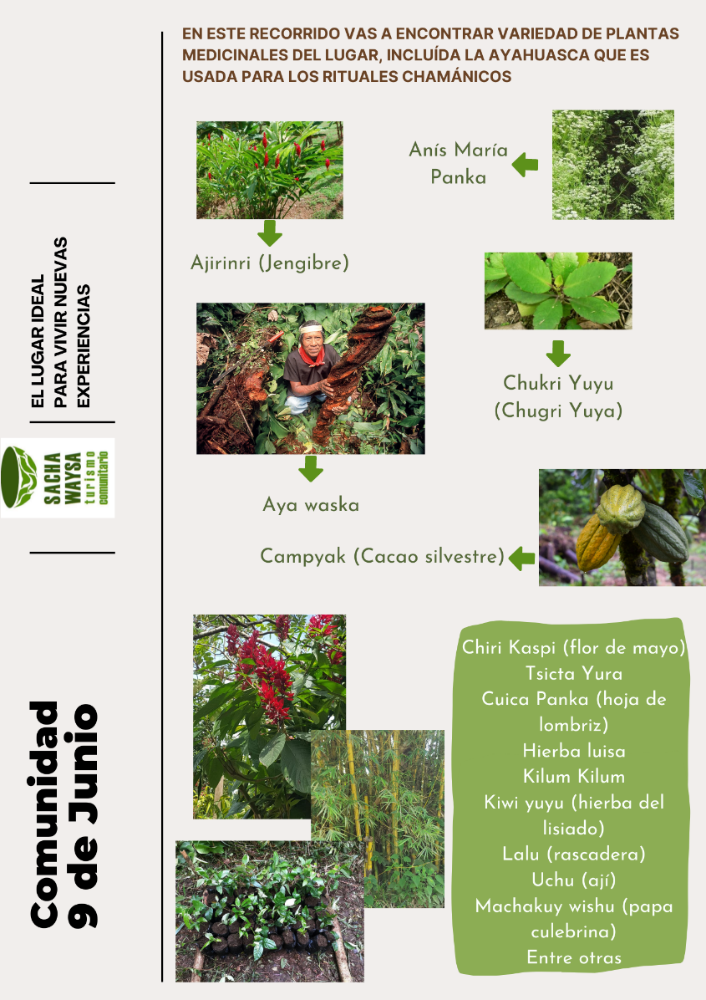 EN ESTE RECORRIDO VAS A ENCONTRAR VARIEDAD DE PLANTAS
MEDICINALES DEL LUGAR, INCLUÍDA LA AYAHUASCA QUE ES
USADA PARA LOS RITUALES CHAMÁNICOS
Anís María
Panka
Ajirinri (Jengibre)
Chukri Yuyu
(Chugri Yuya)
Aya waska
Campyak (Cacao silvestre)
Chiri Kaspi (flor de mayo)
Tsicta Yura
Cuica Panka (hoja de
lombriz)
Hierba luisa
Kilum Kilum
Kiwi yuyu (hierba del
lisiado)
Lalu (rascadera)
Uchu (ají)
Machakuy wishu (papa
culebrina)
Entre otras
EL LUGAR IDEAL
PARA VIVIR NUEVAS
EXPERIENCIAS
SACHA
WAYSA
turismo
comunitario
Comunidad
9 de Junio